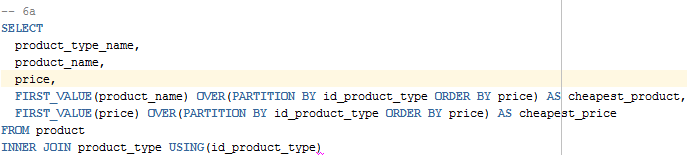 -- 6a
SELECT
product_type_name,
product_name,
price,
FIRST_VALUE(product_name) OVER(PARTITION BY id_product_type ORDER BY price) AS cheapest_product,
FIRST_VALUE(price) OVER(PARTITION BY id_product_type ORDER BY price) AS cheapest_price
FROM product
INNER JOIN product_type USING(id_product_type)